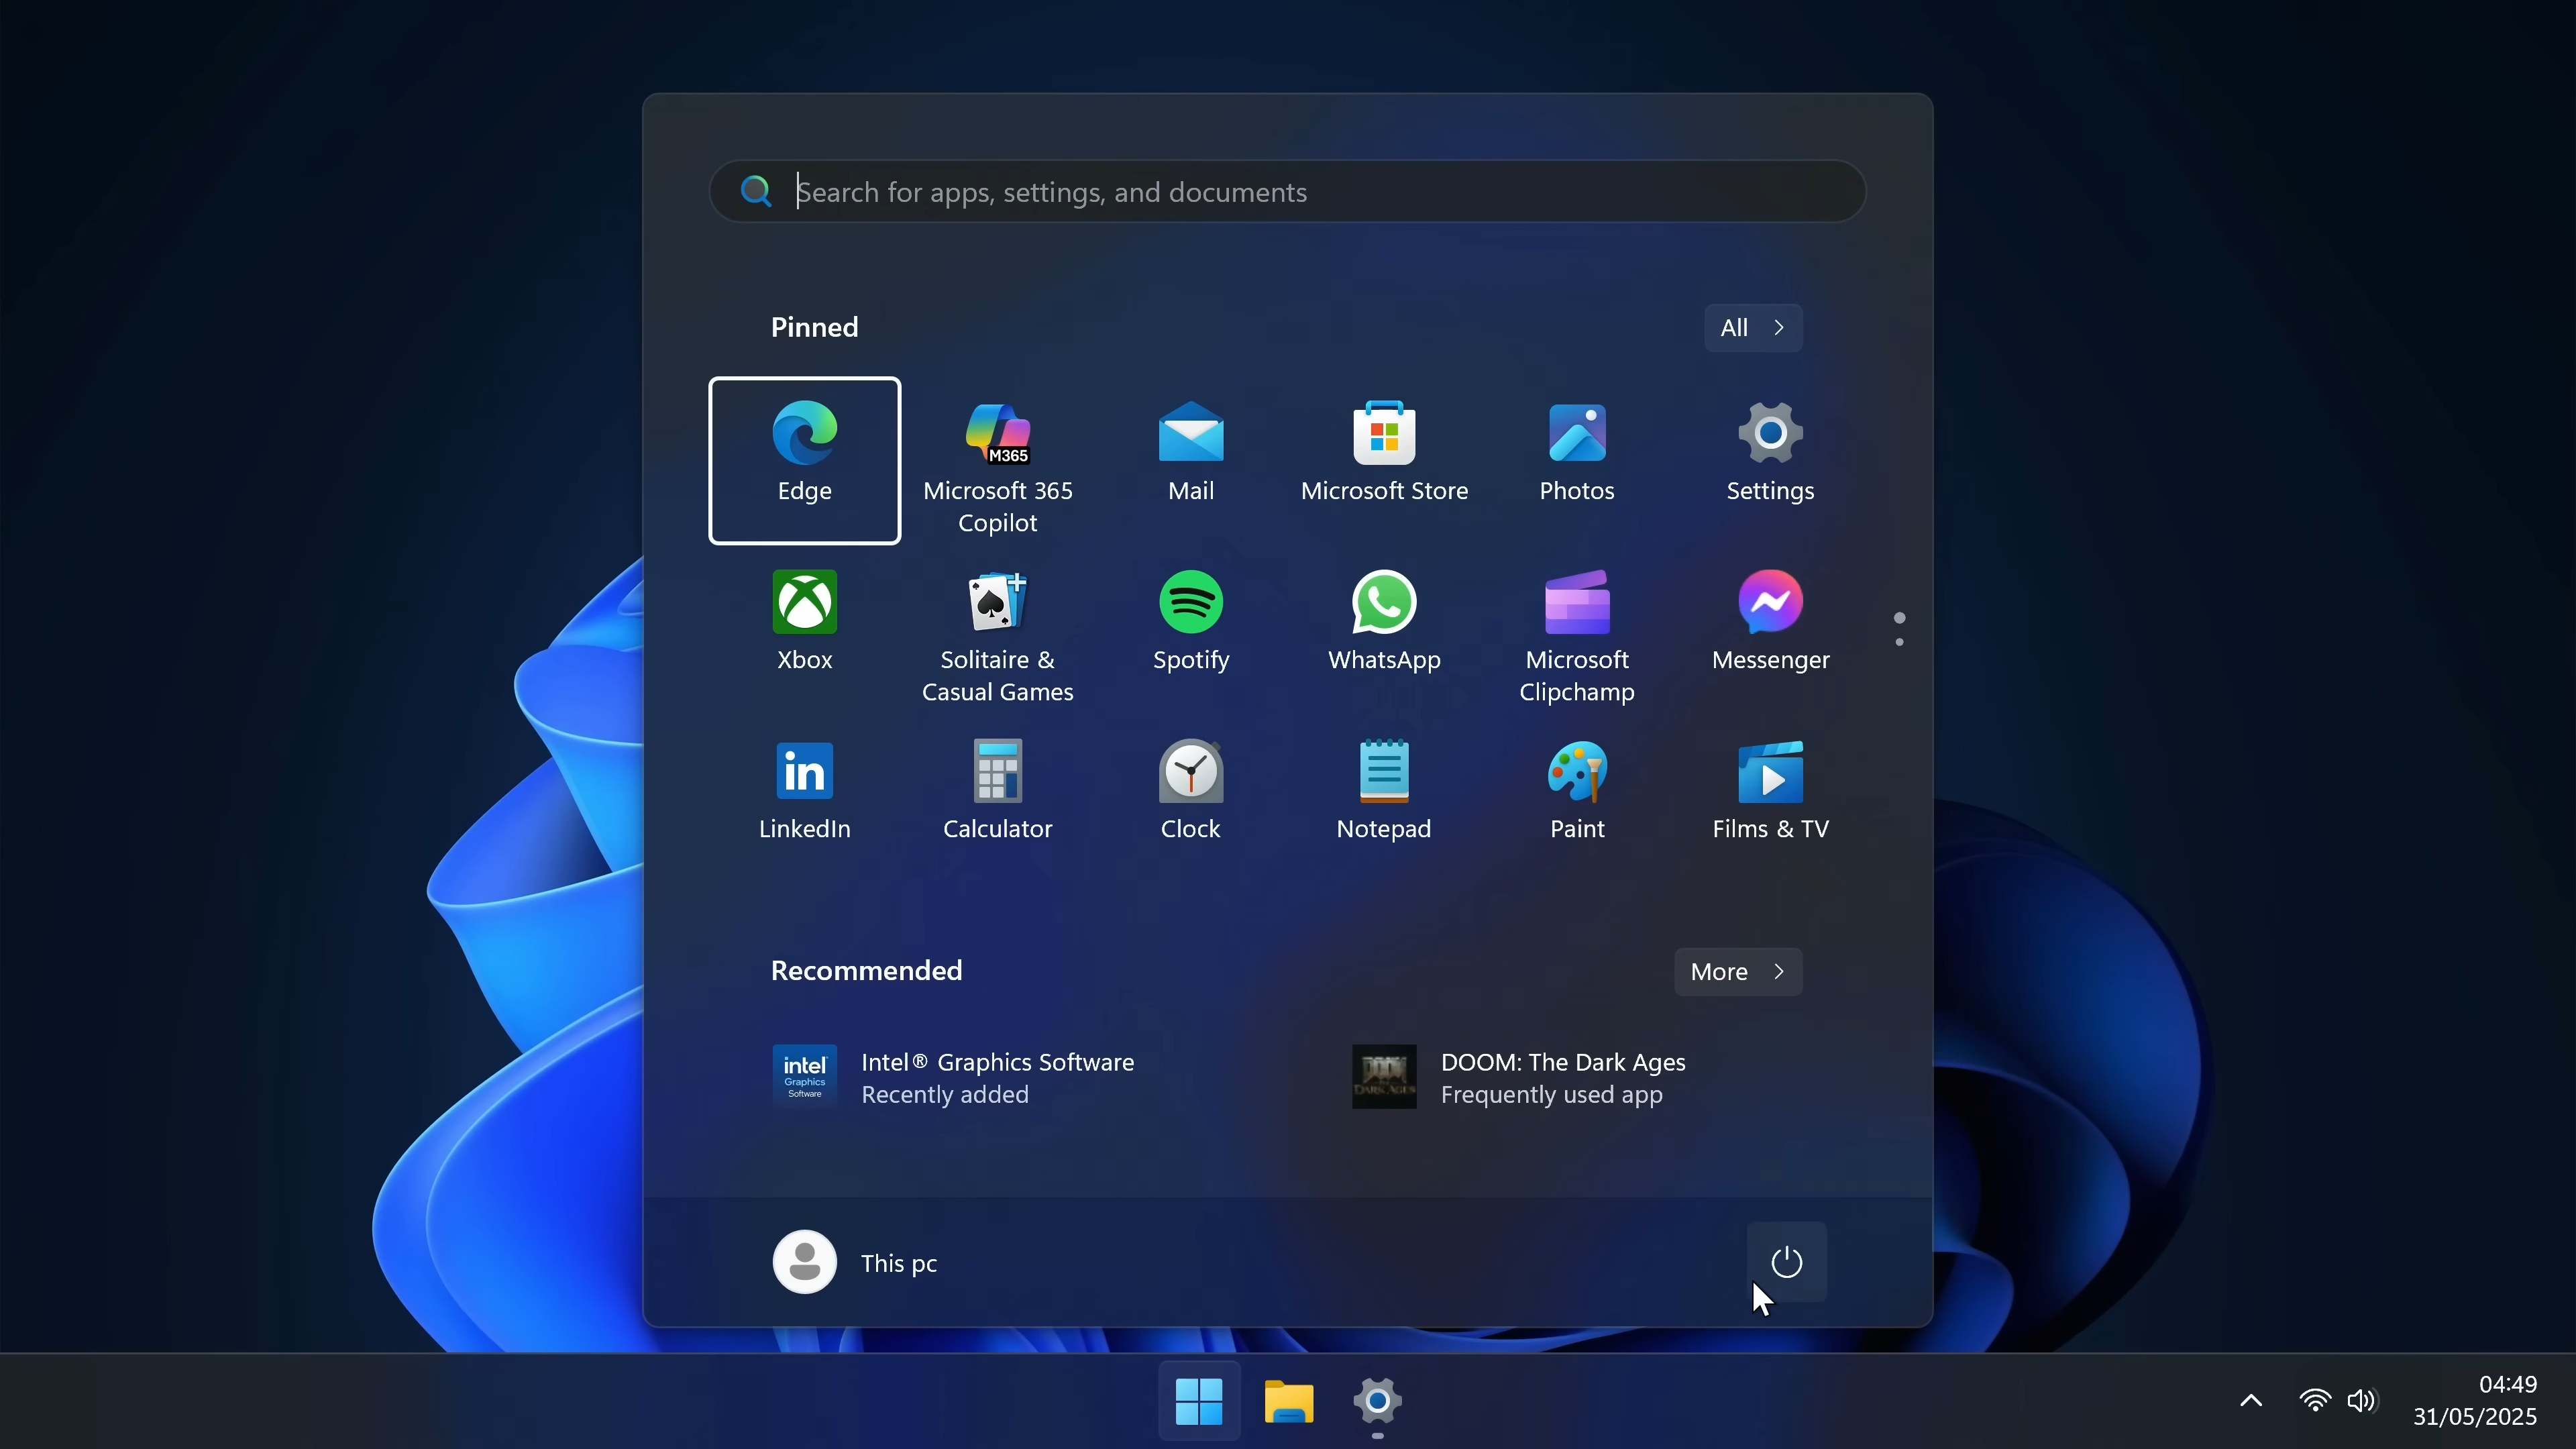 Search for apps, settings, and documents
Pinned
All
Edge
M365
Microsoft 365
Copilot
Mail
Microsoft Store
Photos
Settings
Xbox
Solitaire &
Casual Games
Spotify
WhatsApp
Microsoft
Clipchamp
Messenger
in
LinkedIn
Calculator
Clock
Notepad
Paint
Films & TV
Recommended
More
intel
Graphics
Software
Intel® Graphics Software
Recently added
DOOM
DARK AGES
DOOM: The Dark Ages
Frequently used app
This pc
04:49
31/05/2025